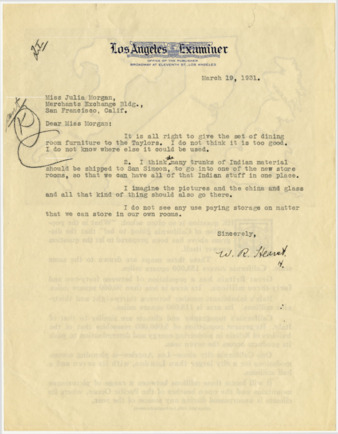 Los Angeles Examiner
OFFICE OF THE PUBLISHER
BROADWAY AT ELEVENTH ST., LOS ANGELES
March 19, 1931.
Miss Julia Morgan,
Merchants Exchange Bldg.,
San Francisco, Calif.
Dear Miss Morgan:
It is all right to give the set of dining
room furniture to the Taylors. I do not think it is too good.
I do not know where else it could be used.
2. I think the many trunks of Indian material
should be shipped to San Simeon, to go into one of the new store
rooms, so that we can have all of that Indian stuff in one place.
I imagine the pictures and the china and glass
and all that kind of thing should also go there.
I do not see any use paying storage on matter
that we can store in our own rooms.
Sincerely,
W. R. Hearst